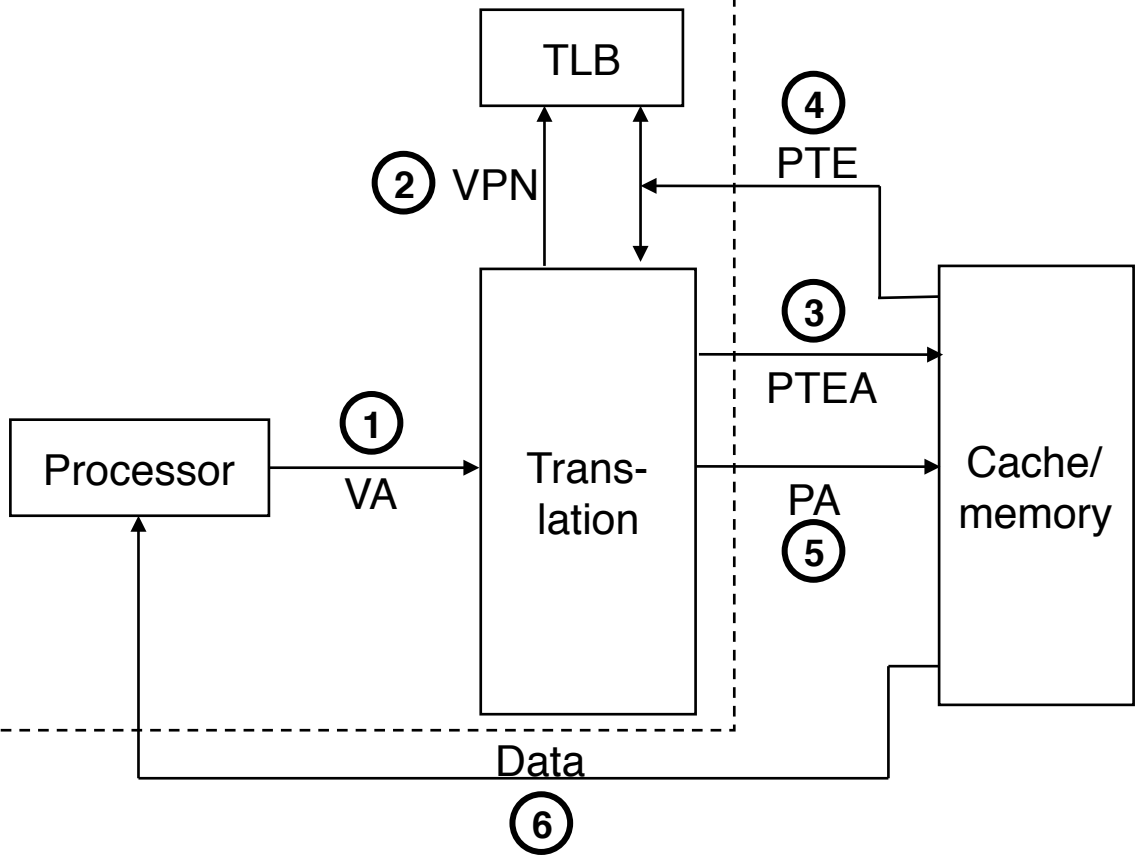 TLB
4
PTE
2 VPN
3
PTEA
1
Processor
VA
Trans-
lation
PA
5
Cache/
memory
Data
6